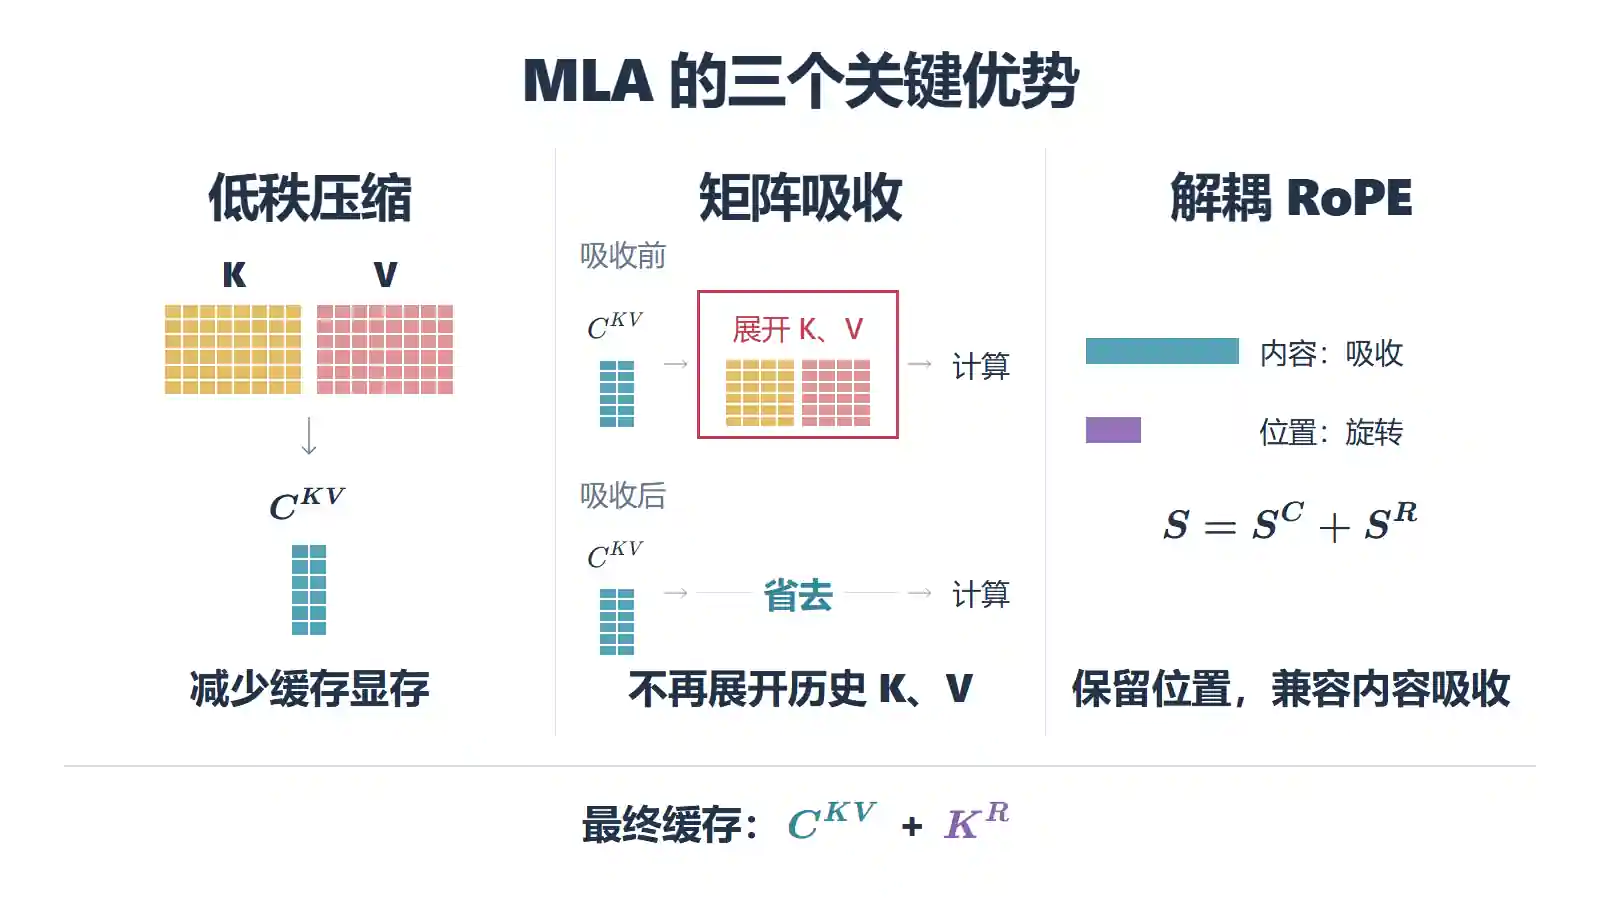 MLA 的三个关键优势
低秩压缩
K V
C^{KV}
减少缓存显存
矩阵吸收
吸收前
C^{KV}
展开 K、V
计算
吸收后
C^{KV}
省去
计算
不再展开历史 K、V
解耦 RoPE
内容：吸收
位置：旋转
S = S^C + S^R
保留位置，兼容内容吸收
最终缓存：C^{KV} + K^R